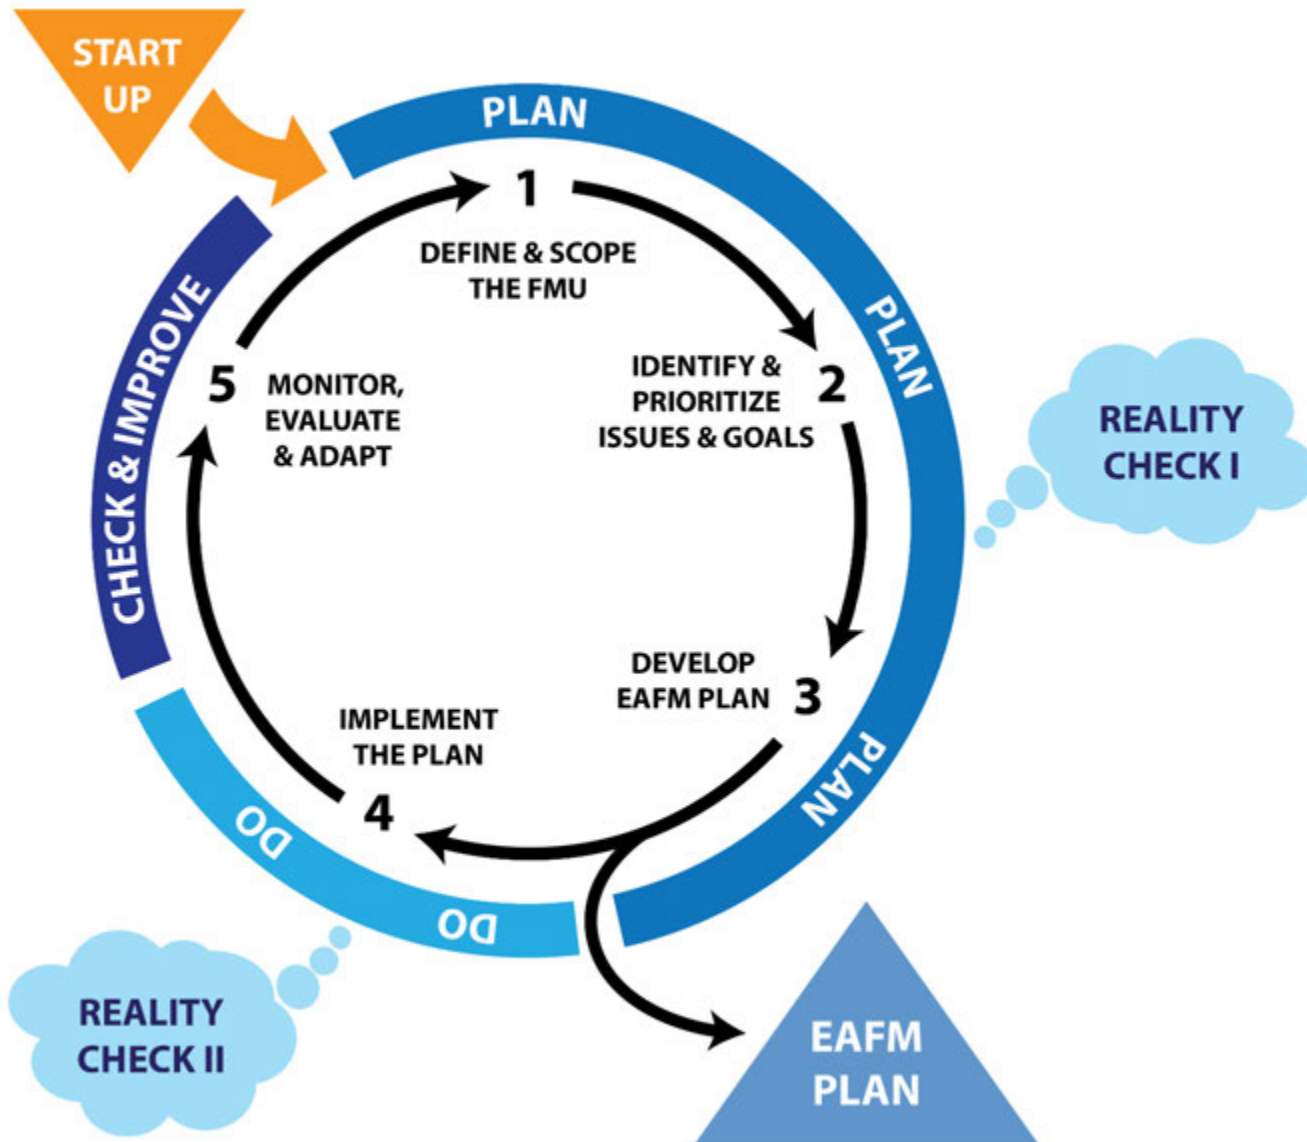 START
UP
PLAN
1
DEFINE & SCOPE
THE FMU
PLAN
2
IDENTIFY &
PRIORITIZE
ISSUES & GOALS
REALITY
CHECK I
PLAN
3
DEVELOP
EAFM PLAN
EAFM
PLAN
DO
4
IMPLEMENT
THE PLAN
DO
REALITY
CHECK II
CHECK & IMPROVE
5
MONITOR,
EVALUATE
& ADAPT